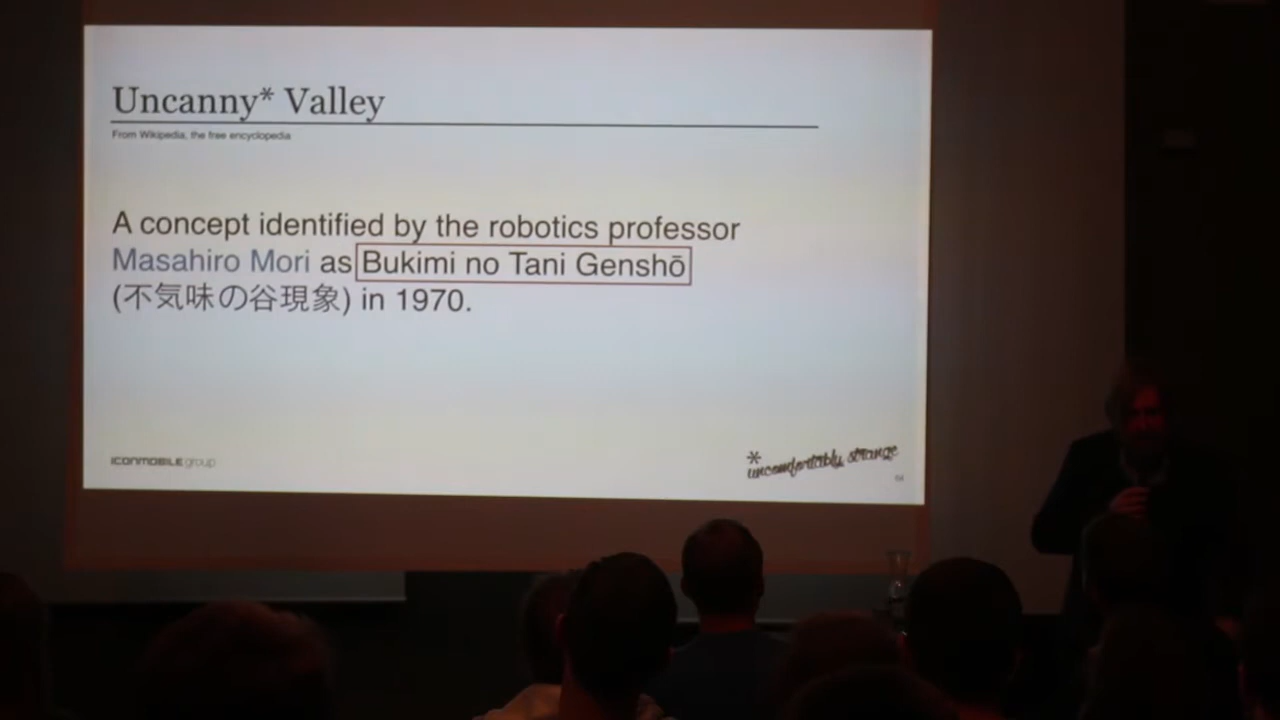 Uncanny* Valley
From Wikipedia, the free encyclopedia
A concept identified by the robotics professor
Masahiro Mori as Bukimi no Tani Genshō
(不気味の谷現象) in 1970.
ICONMOBILE group
*uncomfortably strange